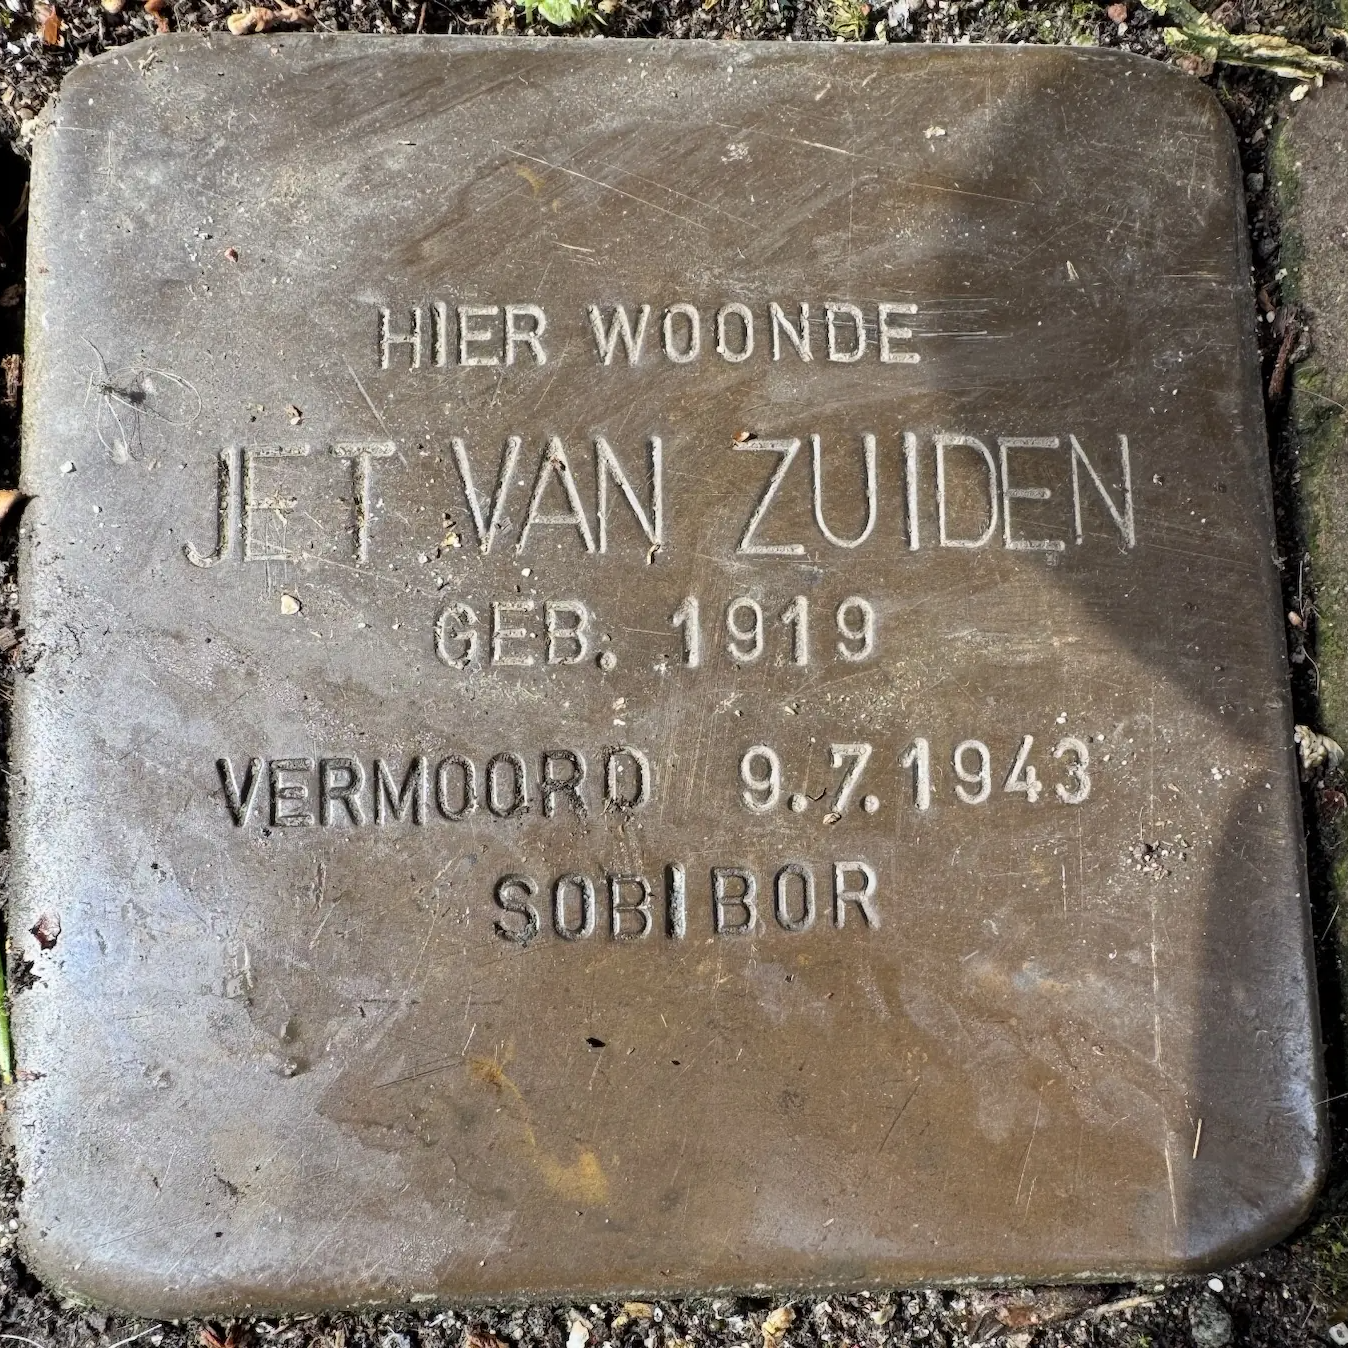 HIER WOONDE
JET VAN ZUIDEN
GEB. 1919
VERMOORD 9.7.1943
SOBIBOR